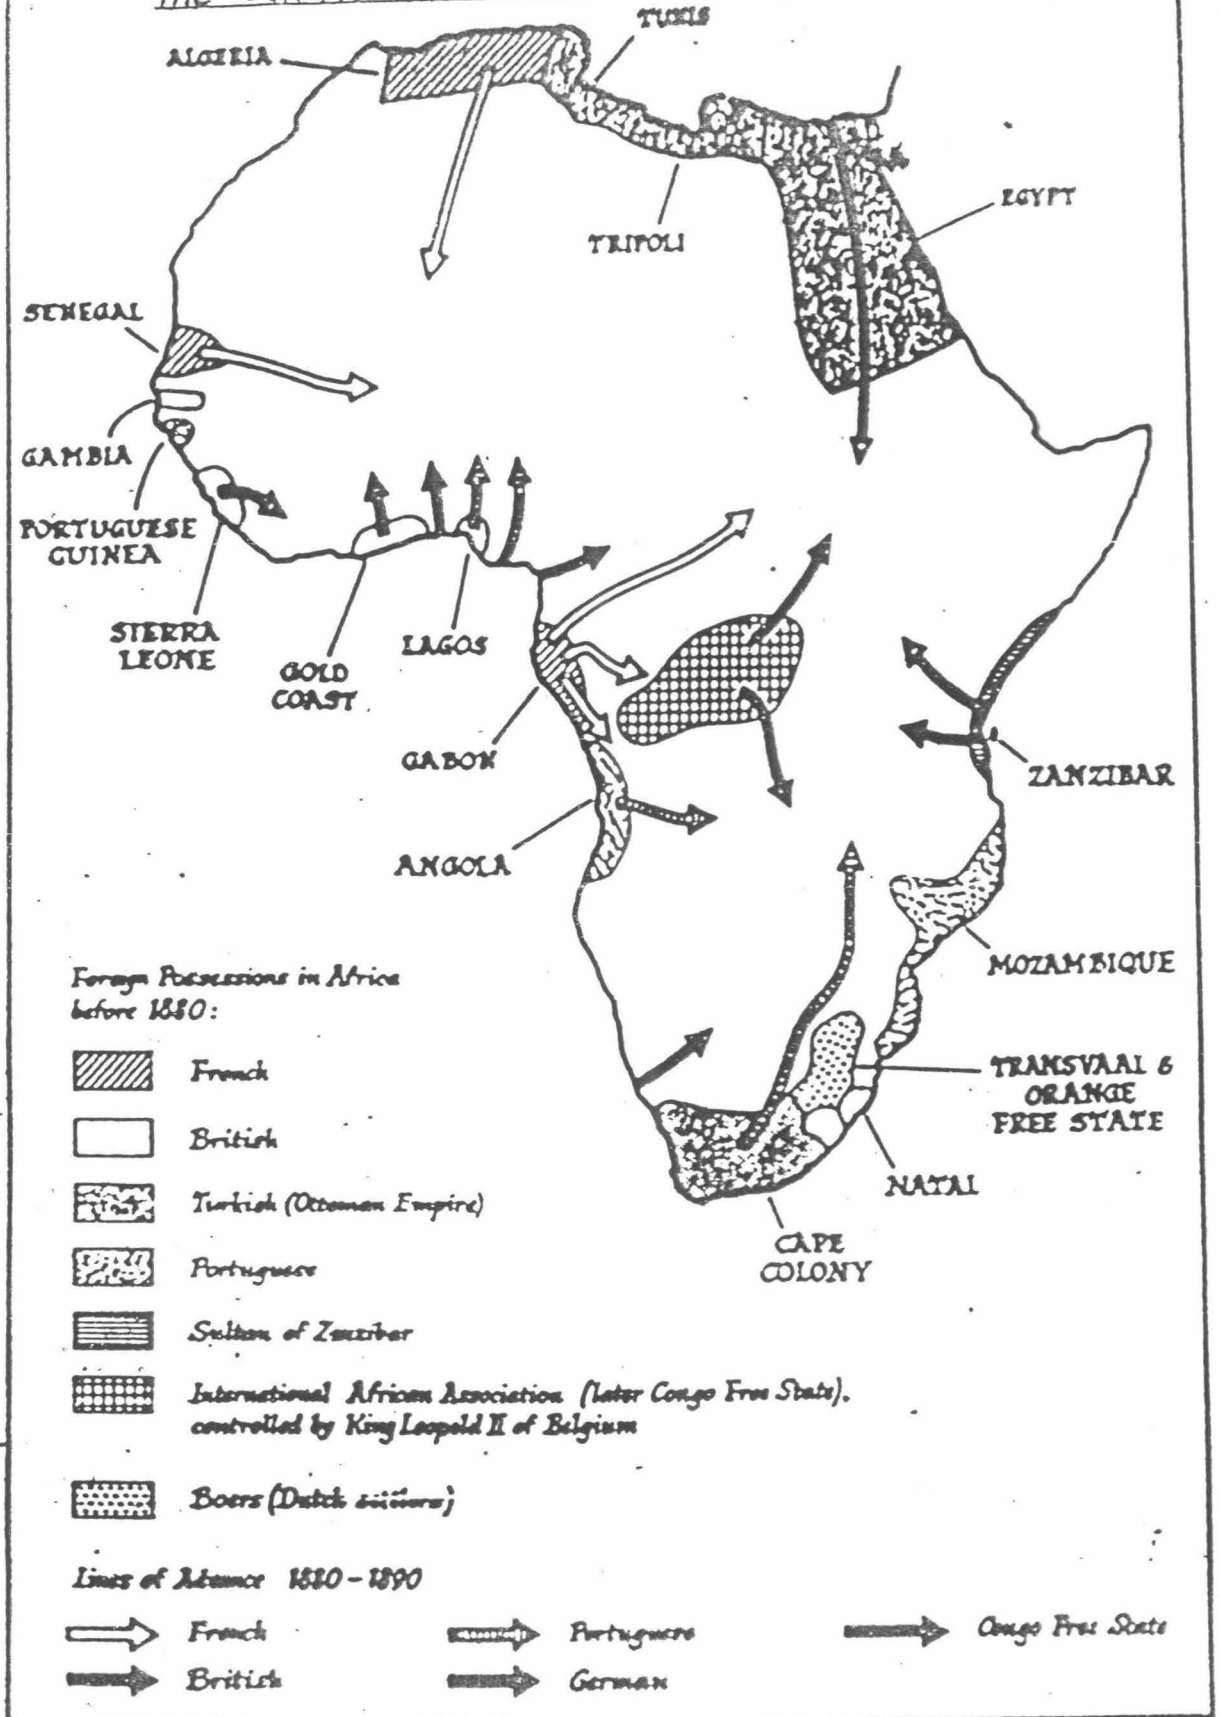 THE
ALGERIA
TUNIS
EGYPT
TRIPOLI
SENEGAL
GAMBIA
PORTUGUESE
GUINEA
SIERRA
LEONE
GOLD
COAST
LAGOS
GABON
ZANZIBAR
ANGOLA
MOZAMBIQUE
TRANSVAAL &
ORANGE
FREE STATE
NATAL
CAPE
COLONY
Foreign Possessions in Africa
before 1880:
French
British
Turkish (Ottoman Empire)
Portuguese
Sultan of Zanzibar
International African Association (later Congo Free State).
controlled by King Leopold II of Belgium
Boers (Dutch settlers)
Lines of Advance 1880-1890
French
Portuguese
Congo Free State
British
German